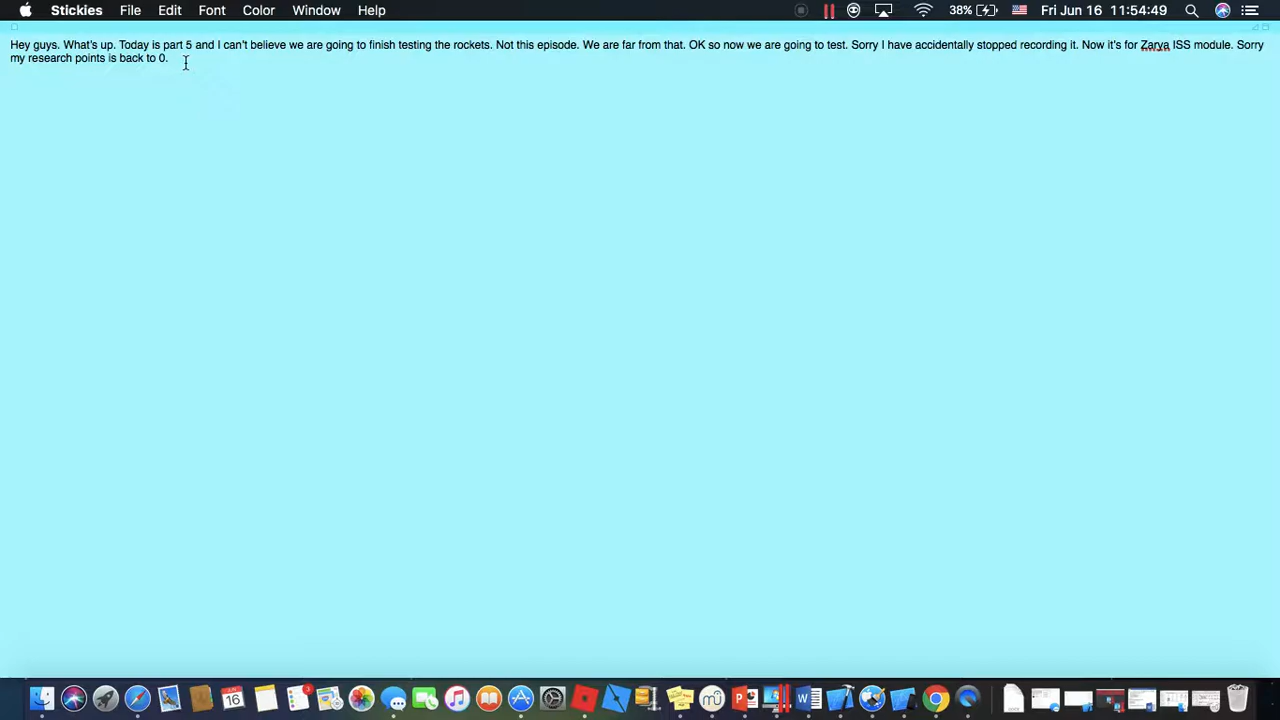 Stickies File Edit Font Color Window Help 38% Fri Jun 16 11:54:49
Hey guys. What's up. Today is part 5 and I can't believe we are going to finish testing the rockets. Not this episode. We are far from that. OK so now we are going to test. Sorry I have accidentally stopped recording it. Now it's for Zarya ISS module. Sorry
my research points is back to 0.
JUN
16
3